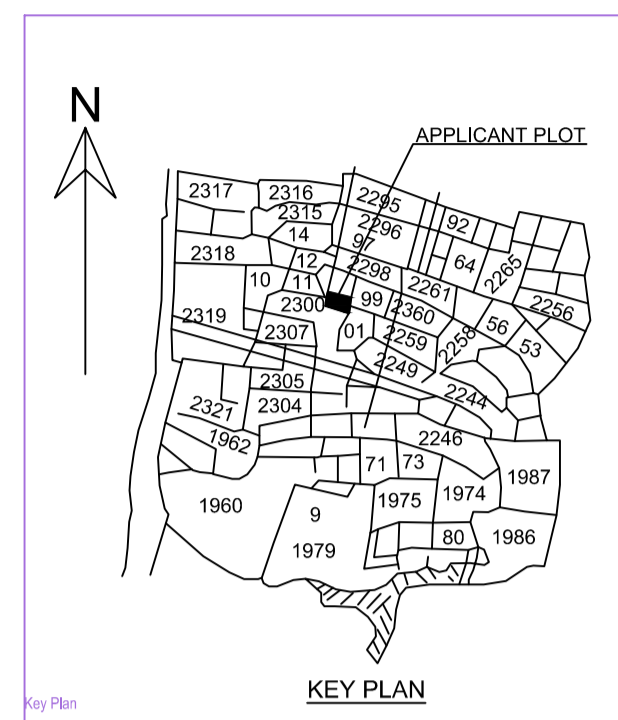 N
APPLICANT PLOT
2317 2316 2295
2315 2296 92
14 97
2318 12 2298 64 2265
10 11 2261
2300 99 2360 2256
2319 56
2307 01 2259 2258 53
2249
2305 2244
2321 2304
1962 2246
71 73 1987
1960 1975 1974
9
1979 80 1986
KEY PLAN
Key Plan